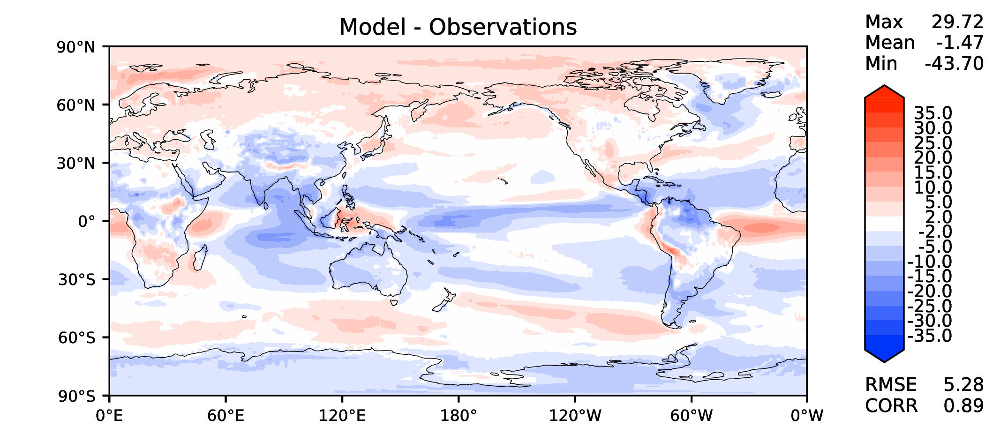 Model - Observations
Max 29.72
Mean -1.47
Min -43.70
90°N
60°N
30°N
0°
30°S
60°S
90°S
0°E 60°E 120°E 180° 120°W 60°W 0°W
35.0
30.0
25.0
20.0
15.0
10.0
5.0
2.0
-2.0
-5.0
-10.0
-15.0
-20.0
-25.0
-30.0
-35.0
RMSE 5.28
CORR 0.89